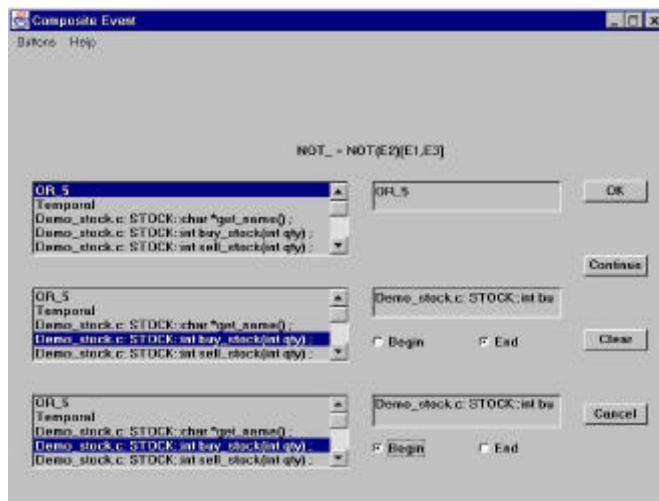 Composite Event
Buttons Help
NOT_ - NOT(E2)[E1,E3]
OR_5
Temporal
Demo_stock.c: STOCK::char *get_name() ;
Demo_stock.c: STOCK::int buy_stock(int qty) ;
Demo_stock.c: STOCK::int sell_stock(int qty) ;
OR_5
OK
Continue
OR_5
Temporal
Demo_stock.c: STOCK::char *get_name() ;
Demo_stock.c: STOCK::int buy_stock(int qty) ;
Demo_stock.c: STOCK::int sell_stock(int qty) ;
Demo_stock.c: STOCK::int bu
Begin End
Clear
OR_5
Temporal
Demo_stock.c: STOCK::char *get_name() ;
Demo_stock.c: STOCK::int buy_stock(int qty) ;
Demo_stock.c: STOCK::int sell_stock(int qty) ;
Demo_stock.c: STOCK::int bu
Begin End
Cancel